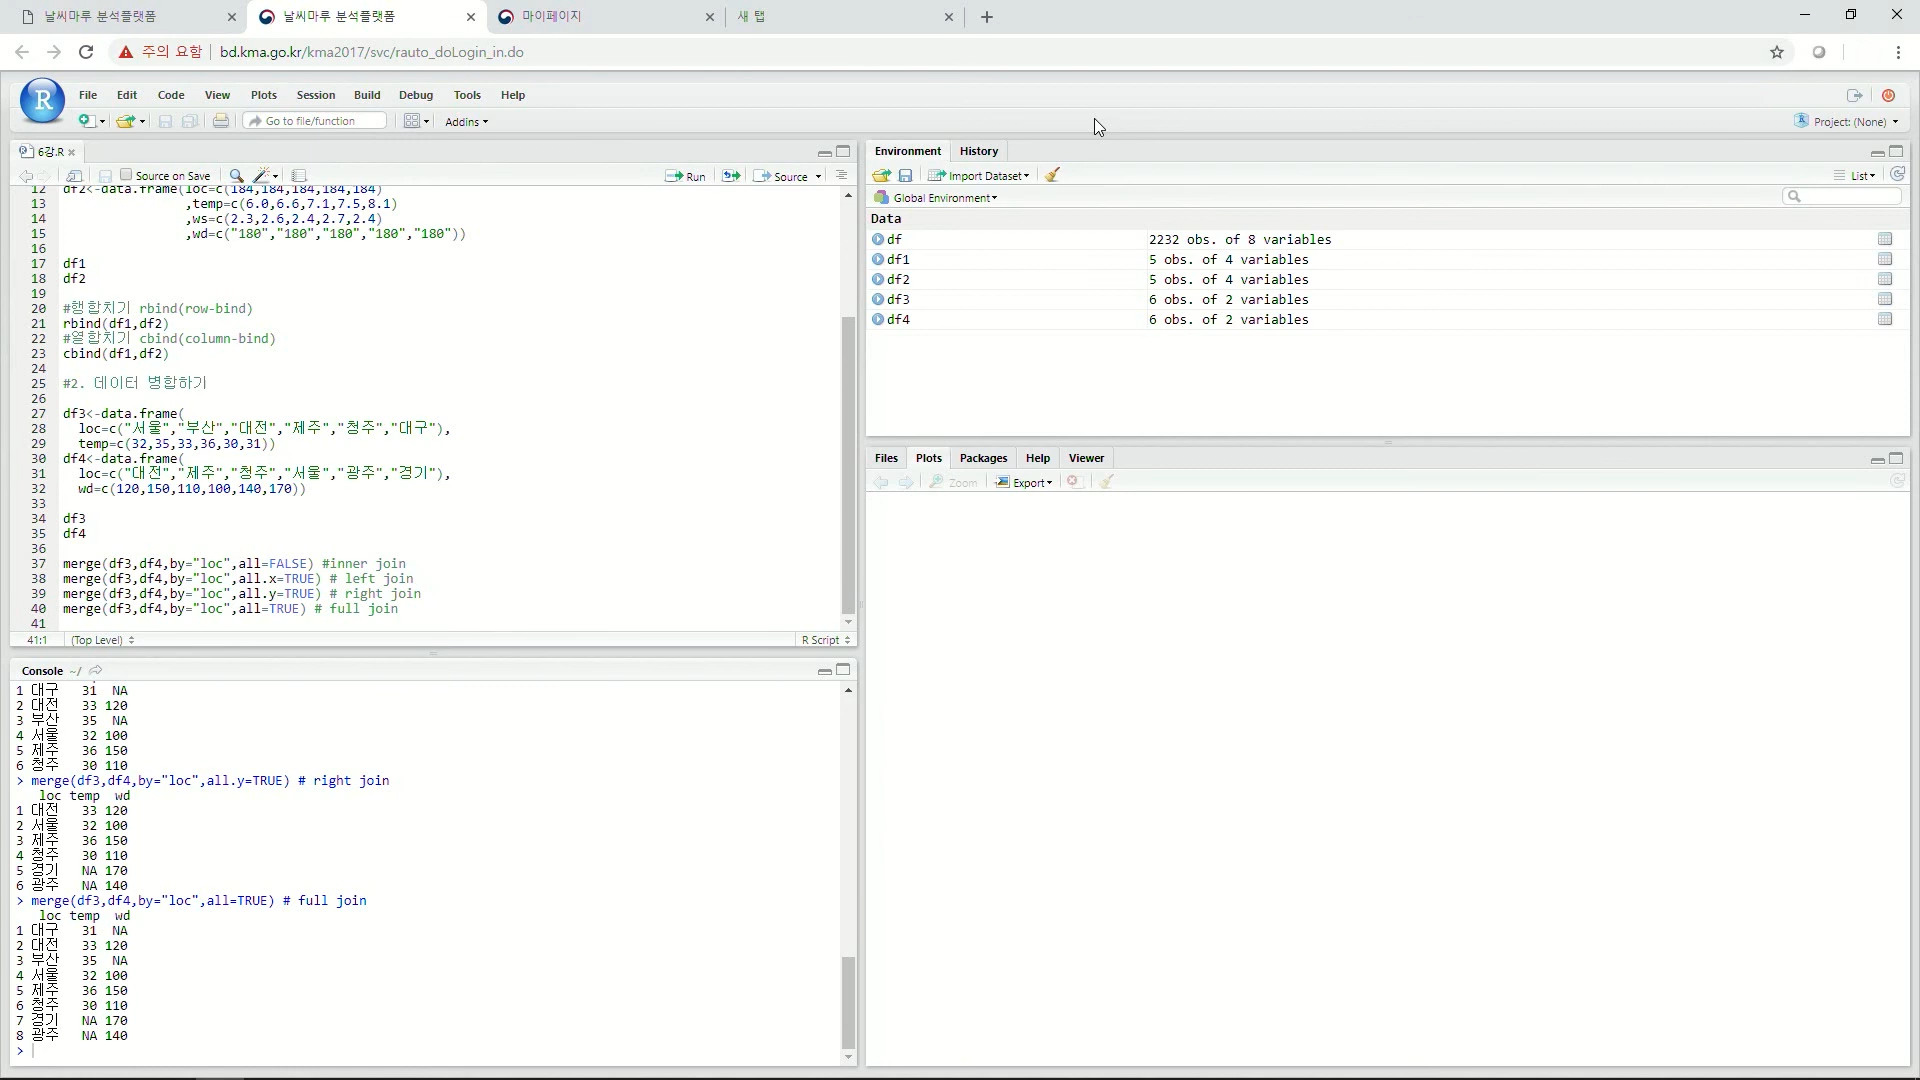 날씨마루 분석플랫폼
날씨마루 분석플랫폼
마이페이지
새 탭
주의 요함
bd.kma.go.kr/kma2017/svc/rauto_doLogin_in.do
R
File Edit Code View Plots Session Build Debug Tools Help
Go to file/function
Addins
Project: (None)
6강.R
Source on Save
Run
Source
12 df2<-data.frame(loc=c(184,184,184,184,184)
13 ,temp=c(6.0,6.6,7.1,7.5,8.1)
14 ,ws=c(2.3,2.6,2.4,2.7,2.4)
15 ,wd=c("180","180","180","180","180"))
16
17 df1
18 df2
19
20 #행합치기 rbind(row-bind)
21 rbind(df1,df2)
22 #열합치기 cbind(column-bind)
23 cbind(df1,df2)
24
25 #2. 데이터 병합하기
26
27 df3<-data.frame(
28 loc=c("서울","부산","대전","제주","청주","대구"),
29 temp=c(32,35,33,36,30,31))
30 df4<-data.frame(
31 loc=c("대전","제주","청주","서울","광주","경기"),
32 wd=c(120,150,110,100,140,170))
33
34 df3
35 df4
36
37 merge(df3,df4,by="loc",all=FALSE) #inner join
38 merge(df3,df4,by="loc",all.x=TRUE) # left join
39 merge(df3,df4,by="loc",all.y=TRUE) # right join
40 merge(df3,df4,by="loc",all=TRUE) # full join
41
41:1 (Top Level) R Script
Console ~/
1 대구 31 NA
2 대전 33 120
3 부산 35 NA
4 서울 32 100
5 제주 36 150
6 청주 30 110
> merge(df3,df4,by="loc",all.y=TRUE) # right join
loc temp wd
1 대전 33 120
2 서울 32 100
3 제주 36 150
4 청주 30 110
5 경기 NA 170
6 광주 NA 140
> merge(df3,df4,by="loc",all=TRUE) # full join
loc temp wd
1 대구 31 NA
2 대전 33 120
3 부산 35 NA
4 서울 32 100
5 제주 36 150
6 청주 30 110
7 경기 NA 170
8 광주 NA 140
>
Environment History
Import Dataset
List
Global Environment
Data
df 2232 obs. of 8 variables
df1 5 obs. of 4 variables
df2 5 obs. of 4 variables
df3 6 obs. of 2 variables
df4 6 obs. of 2 variables
Files Plots Packages Help Viewer
Zoom Export